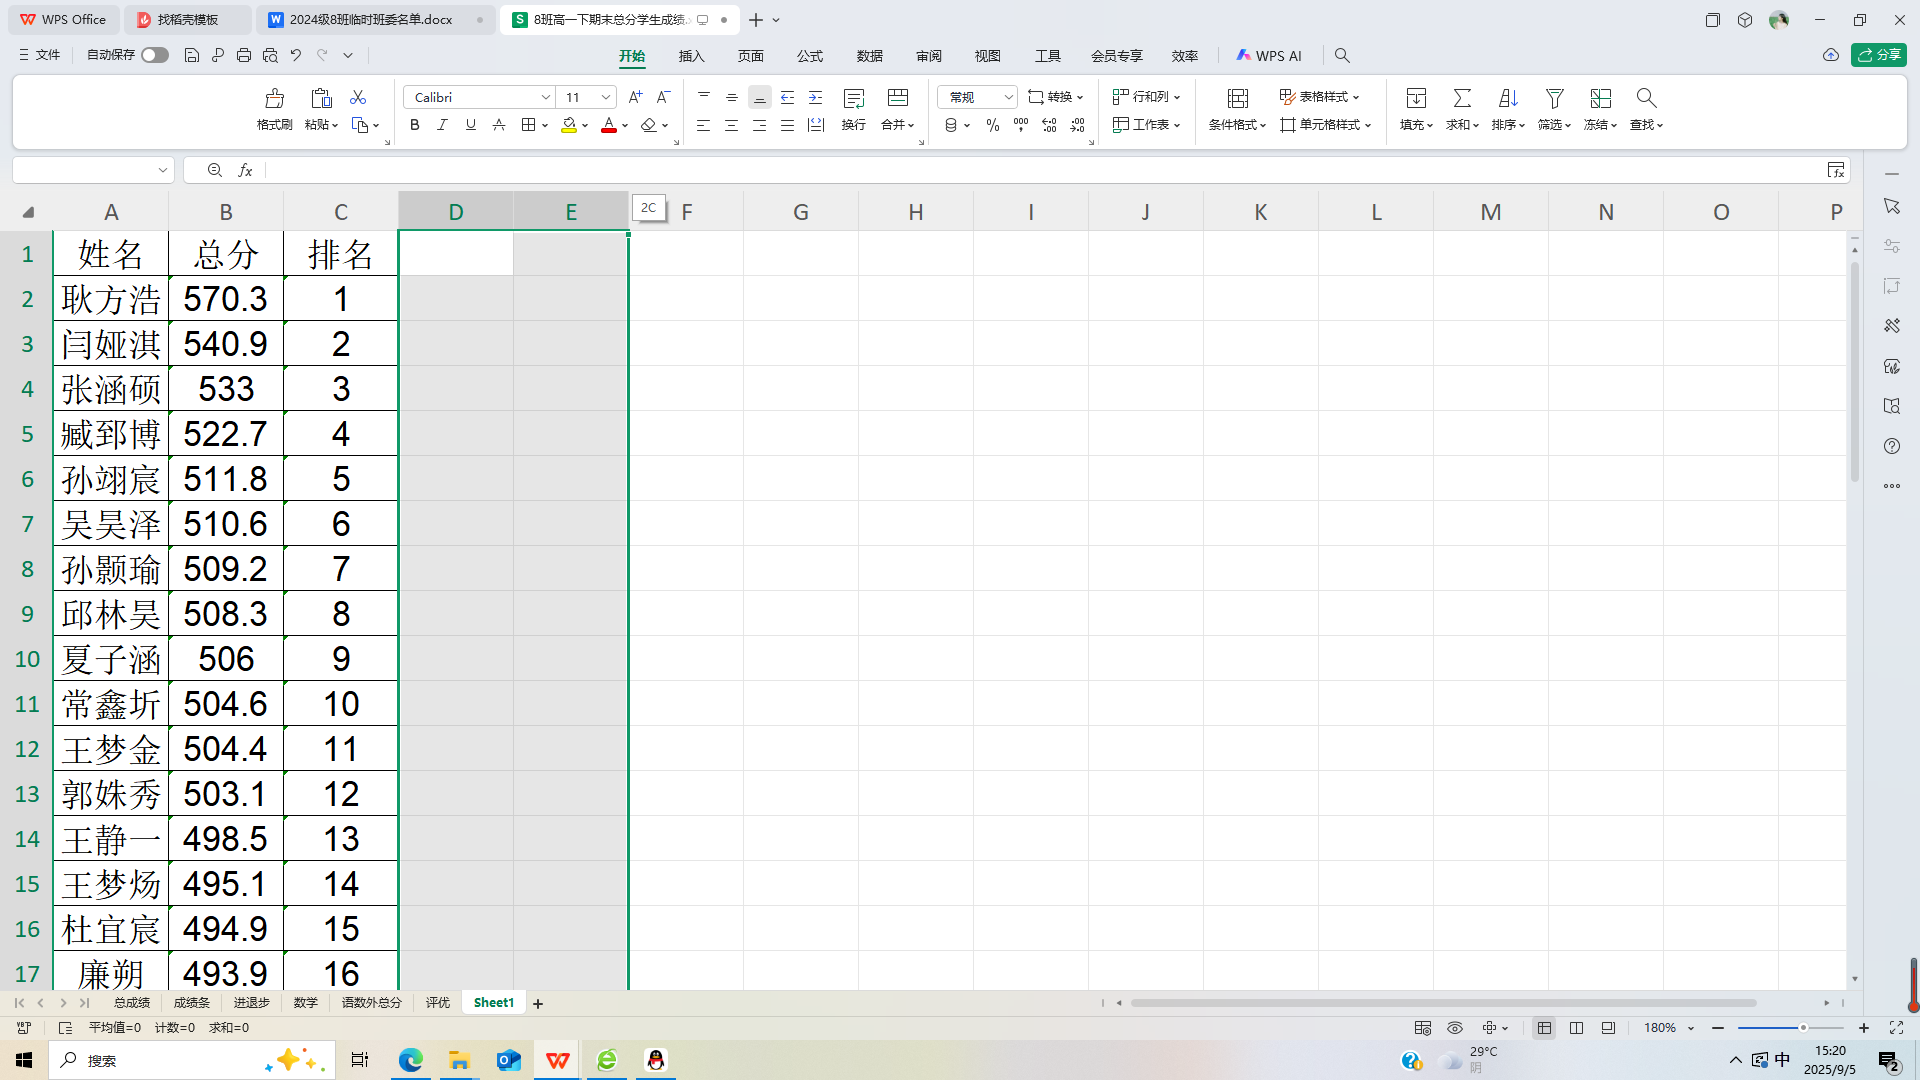 WPS Office 找稻壳模板 2024级8班临时班委名单.docx 8班高一下期末总分学生成绩.
文件 自动保存 开始 插入 页面 公式 数据 审阅 视图 工具 会员专享 效率 WPS AI 分享
Calibri 11 常规 转换 行和列 表格样式
格式刷 粘贴 B I U A A 换行 合并 % 工作表 条件格式 单元格样式 填充 求和 排序 筛选 冻结 查找
fx
A B C D E 2C F G H I J K L M N O P
1 姓名 总分 排名
2 耿方浩 570.3 1
3 闫娅淇 540.9 2
4 张涵硕 533 3
5 臧郅博 522.7 4
6 孙翊宸 511.8 5
7 吴昊泽 510.6 6
8 孙颢瑜 509.2 7
9 邱林昊 508.3 8
10 夏子涵 506 9
11 常鑫圻 504.6 10
12 王梦金 504.4 11
13 郭姝秀 503.1 12
14 王静一 498.5 13
15 王梦炀 495.1 14
16 杜宜宸 494.9 15
17 廉朔 493.9 16
总成绩 成绩条 进退步 数学 语数外总分 评优 Sheet1
平均值=0 计数=0 求和=0 180%
搜索 29°C 阴 中 15:20 2025/9/5 2